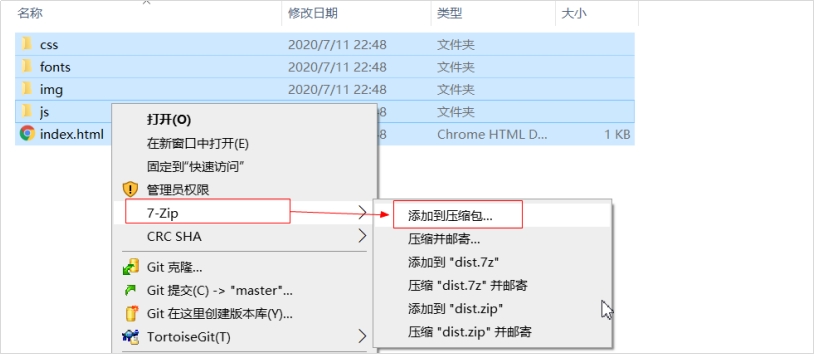 名称 修改日期 类型 大小
css 2020/7/11 22:48 文件夹
fonts 2020/7/11 22:48 文件夹
img 2020/7/11 22:48 文件夹
js 48 文件夹
index.html 48 Chrome HTML D... 1 KB
打开(O)
在新窗口中打开(E)
固定到"快速访问"
管理员权限
7-Zip
CRC SHA
Git 克隆...
Git 提交(C) -> "master"...
Git 在这里创建版本库(Y)...
TortoiseGit(T)
添加到压缩包...
压缩并邮寄...
添加到 "dist.7z"
压缩 "dist.7z" 并邮寄
添加到 "dist.zip"
压缩 "dist.zip" 并邮寄